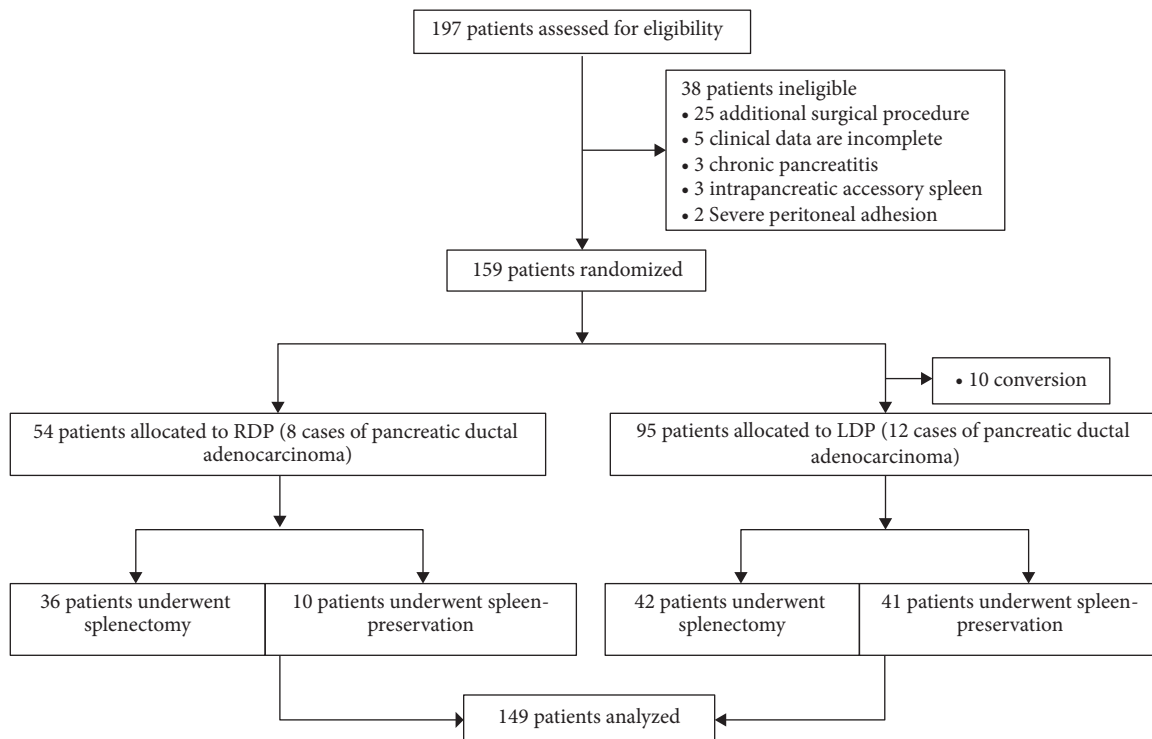 197 patients assessed for eligibility
38 patients ineligible
• 25 additional surgical procedure
• 5 clinical data are incomplete
• 3 chronic pancreatitis
• 3 intrapancreatic accessory spleen
• 2 Severe peritoneal adhesion
159 patients randomized
• 10 conversion
54 patients allocated to RDP (8 cases of pancreatic ductal
adenocarcinoma)
95 patients allocated to LDP (12 cases of pancreatic ductal
adenocarcinoma)
36 patients underwent
splenectomy
10 patients underwent spleen-
preservation
42 patients underwent
splenectomy
41 patients underwent spleen-
preservation
149 patients analyzed